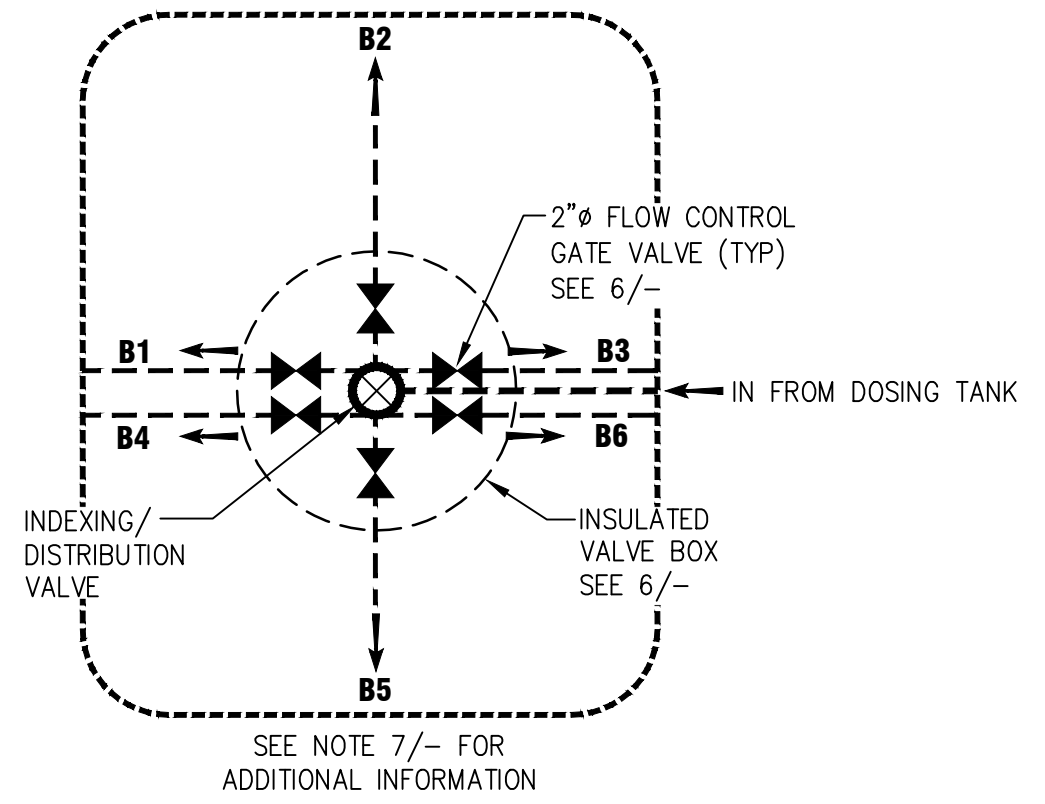 B2
2”ø FLOW CONTROL
GATE VALVE (TYP)
SEE 6/–
B1
B3
IN FROM DOSING TANK
B4
B6
INDEXING/
DISTRIBUTION
VALVE
INSULATED
VALVE BOX
SEE 6/–
B5
SEE NOTE 7/– FOR
ADDITIONAL INFORMATION